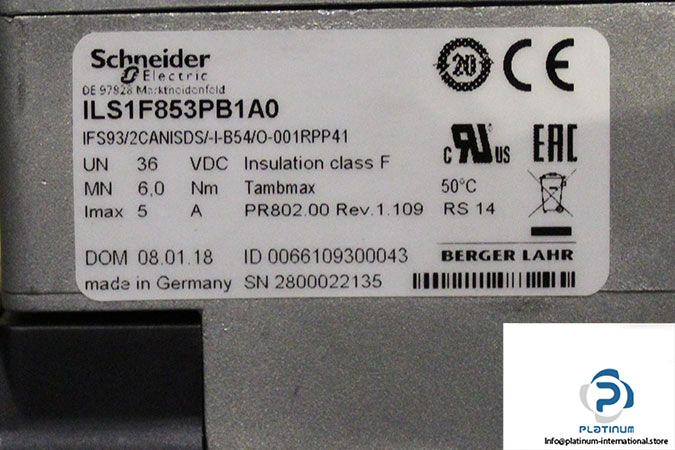 Schneider
Electric
DE 97828 Marktheidenfeld
ILS1F853PB1A0
IFS93/2CANISDS/-I-B54/O-001RPP41
UN 36 VDC Insulation class F
MN 6,0 Nm Tambmax 50°C
Imax 5 A PR802.00 Rev.1.109 RS 14
DOM 08.01.18 ID 0066109300043
made in Germany SN 2800022135
20 CE
c RU US EAC
BERGER LAHR
PLATINUM
Info@platinum-international.store